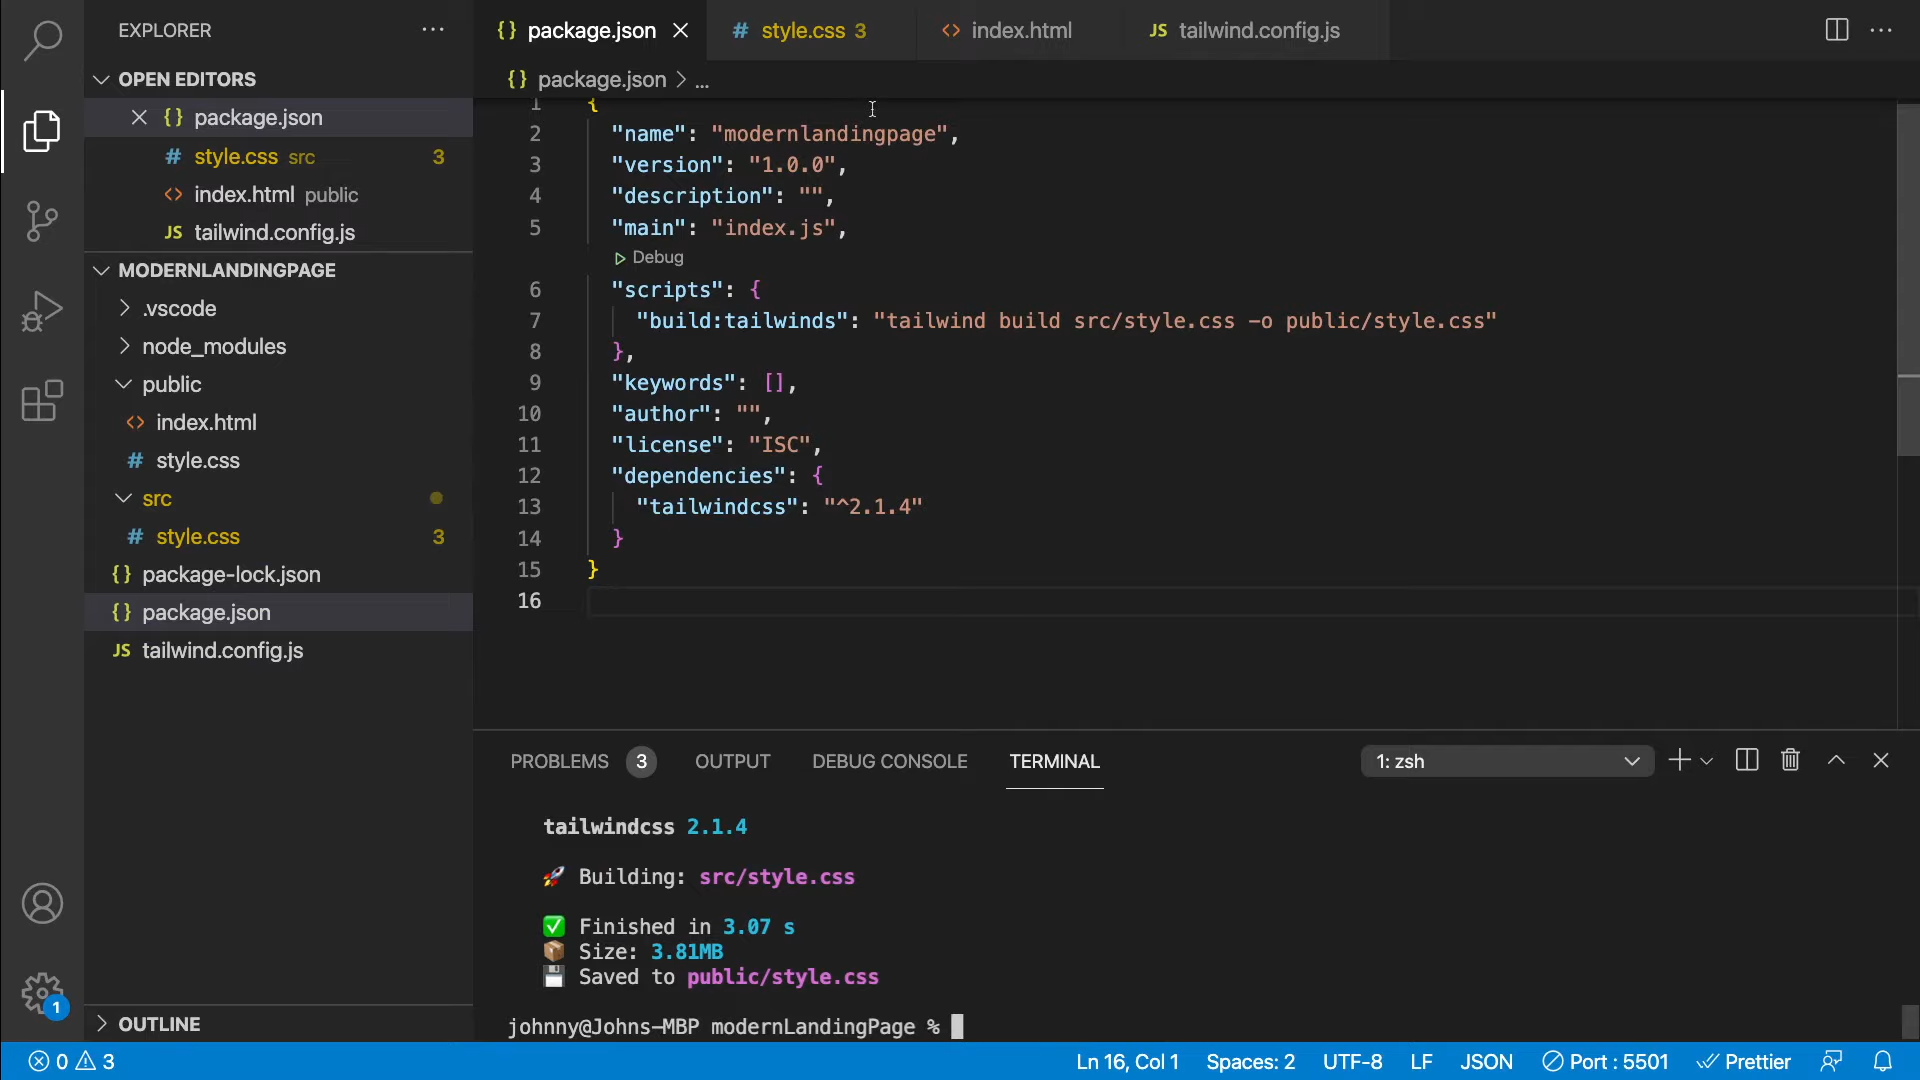 EXPLORER
OPEN EDITORS
package.json
style.css src 3
index.html public
JS tailwind.config.js
MODERNLANDINGPAGE
.vscode
node_modules
public
index.html
style.css
src
style.css 3
package-lock.json
package.json
JS tailwind.config.js
OUTLINE
1
package.json
style.css 3
index.html
JS tailwind.config.js
package.json > ...
1 {
2 "name": "modernlandingpage",
3 "version": "1.0.0",
4 "description": "",
5 "main": "index.js",
Debug
6 "scripts": {
7 "build:tailwinds": "tailwind build src/style.css -o public/style.css"
8 },
9 "keywords": [],
10 "author": "",
11 "license": "ISC",
12 "dependencies": {
13 "tailwindcss": "^2.1.4"
14 }
15 }
16
PROBLEMS 3 OUTPUT DEBUG CONSOLE TERMINAL 1: zsh
tailwindcss 2.1.4
🚀 Building: src/style.css
✅ Finished in 3.07 s
📦 Size: 3.81MB
💾 Saved to public/style.css
johnny@Johns-MBP modernLandingPage %
0 3 Ln 16, Col 1 Spaces: 2 UTF-8 LF JSON Port : 5501 Prettier